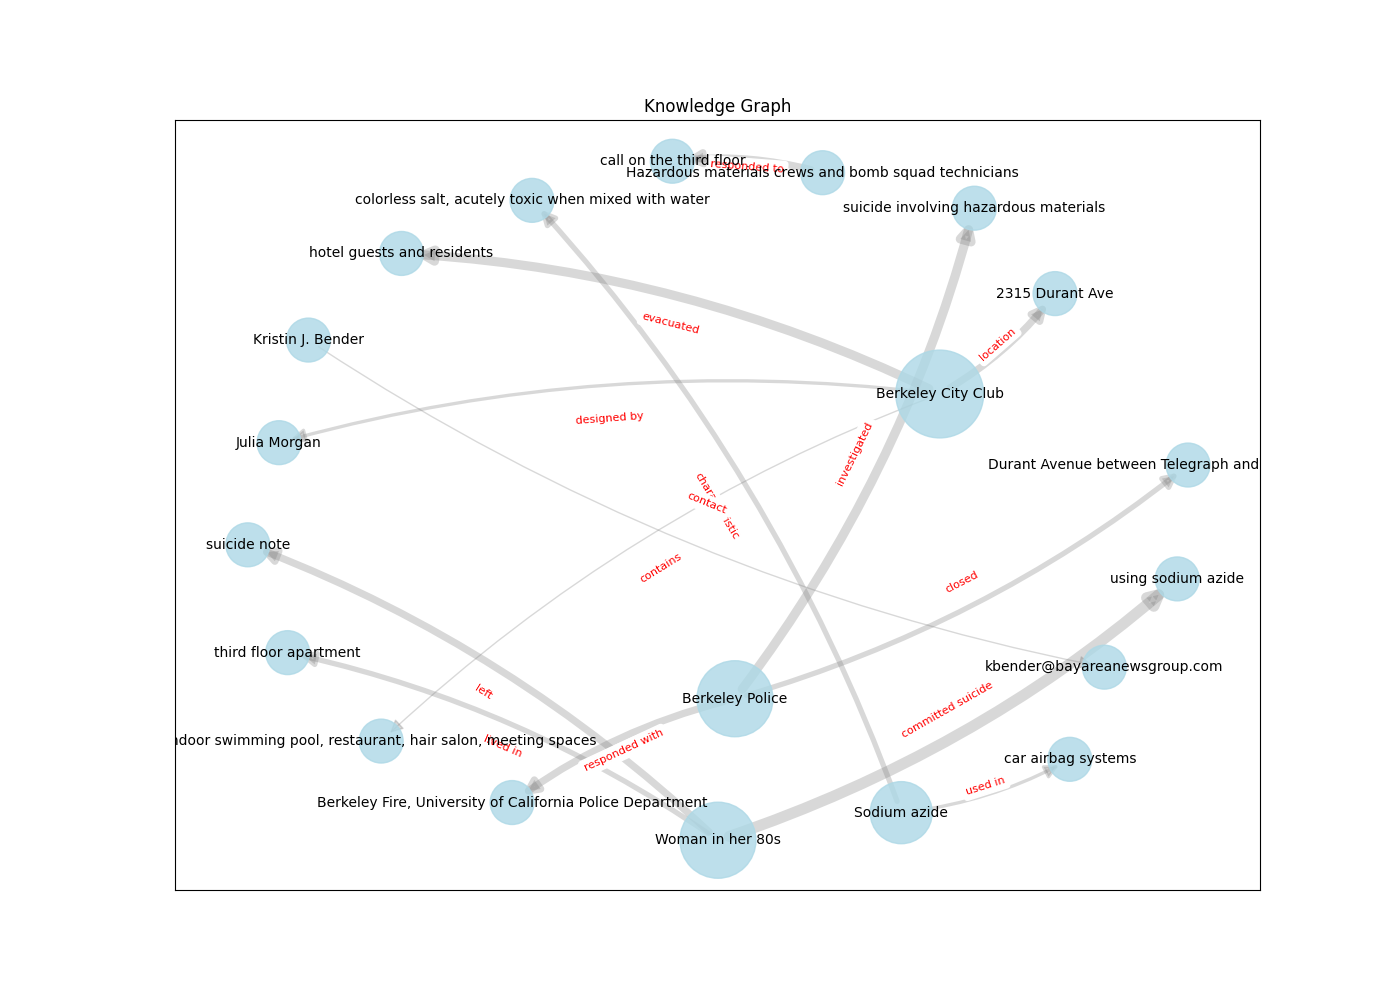 Knowledge Graph
call on the third floor
responded to
Hazardous materials crews and bomb squad technicians
colorless salt, acutely toxic when mixed with water
suicide involving hazardous materials
hotel guests and residents
2315 Durant Ave
evacuated
Kristin J. Bender
location
Berkeley City Club
designed by
Julia Morgan
investigated
Durant Avenue between Telegraph and
contact
suicide note
contains
closed
using sodium azide
third floor apartment
kbender@bayareanewsgroup.com
left
Berkeley Police
committed suicide
ndoor swimming pool, restaurant, hair salon, meeting spaces
lived in
responded with
car airbag systems
used in
Berkeley Fire, University of California Police Department
Sodium azide
Woman in her 80s